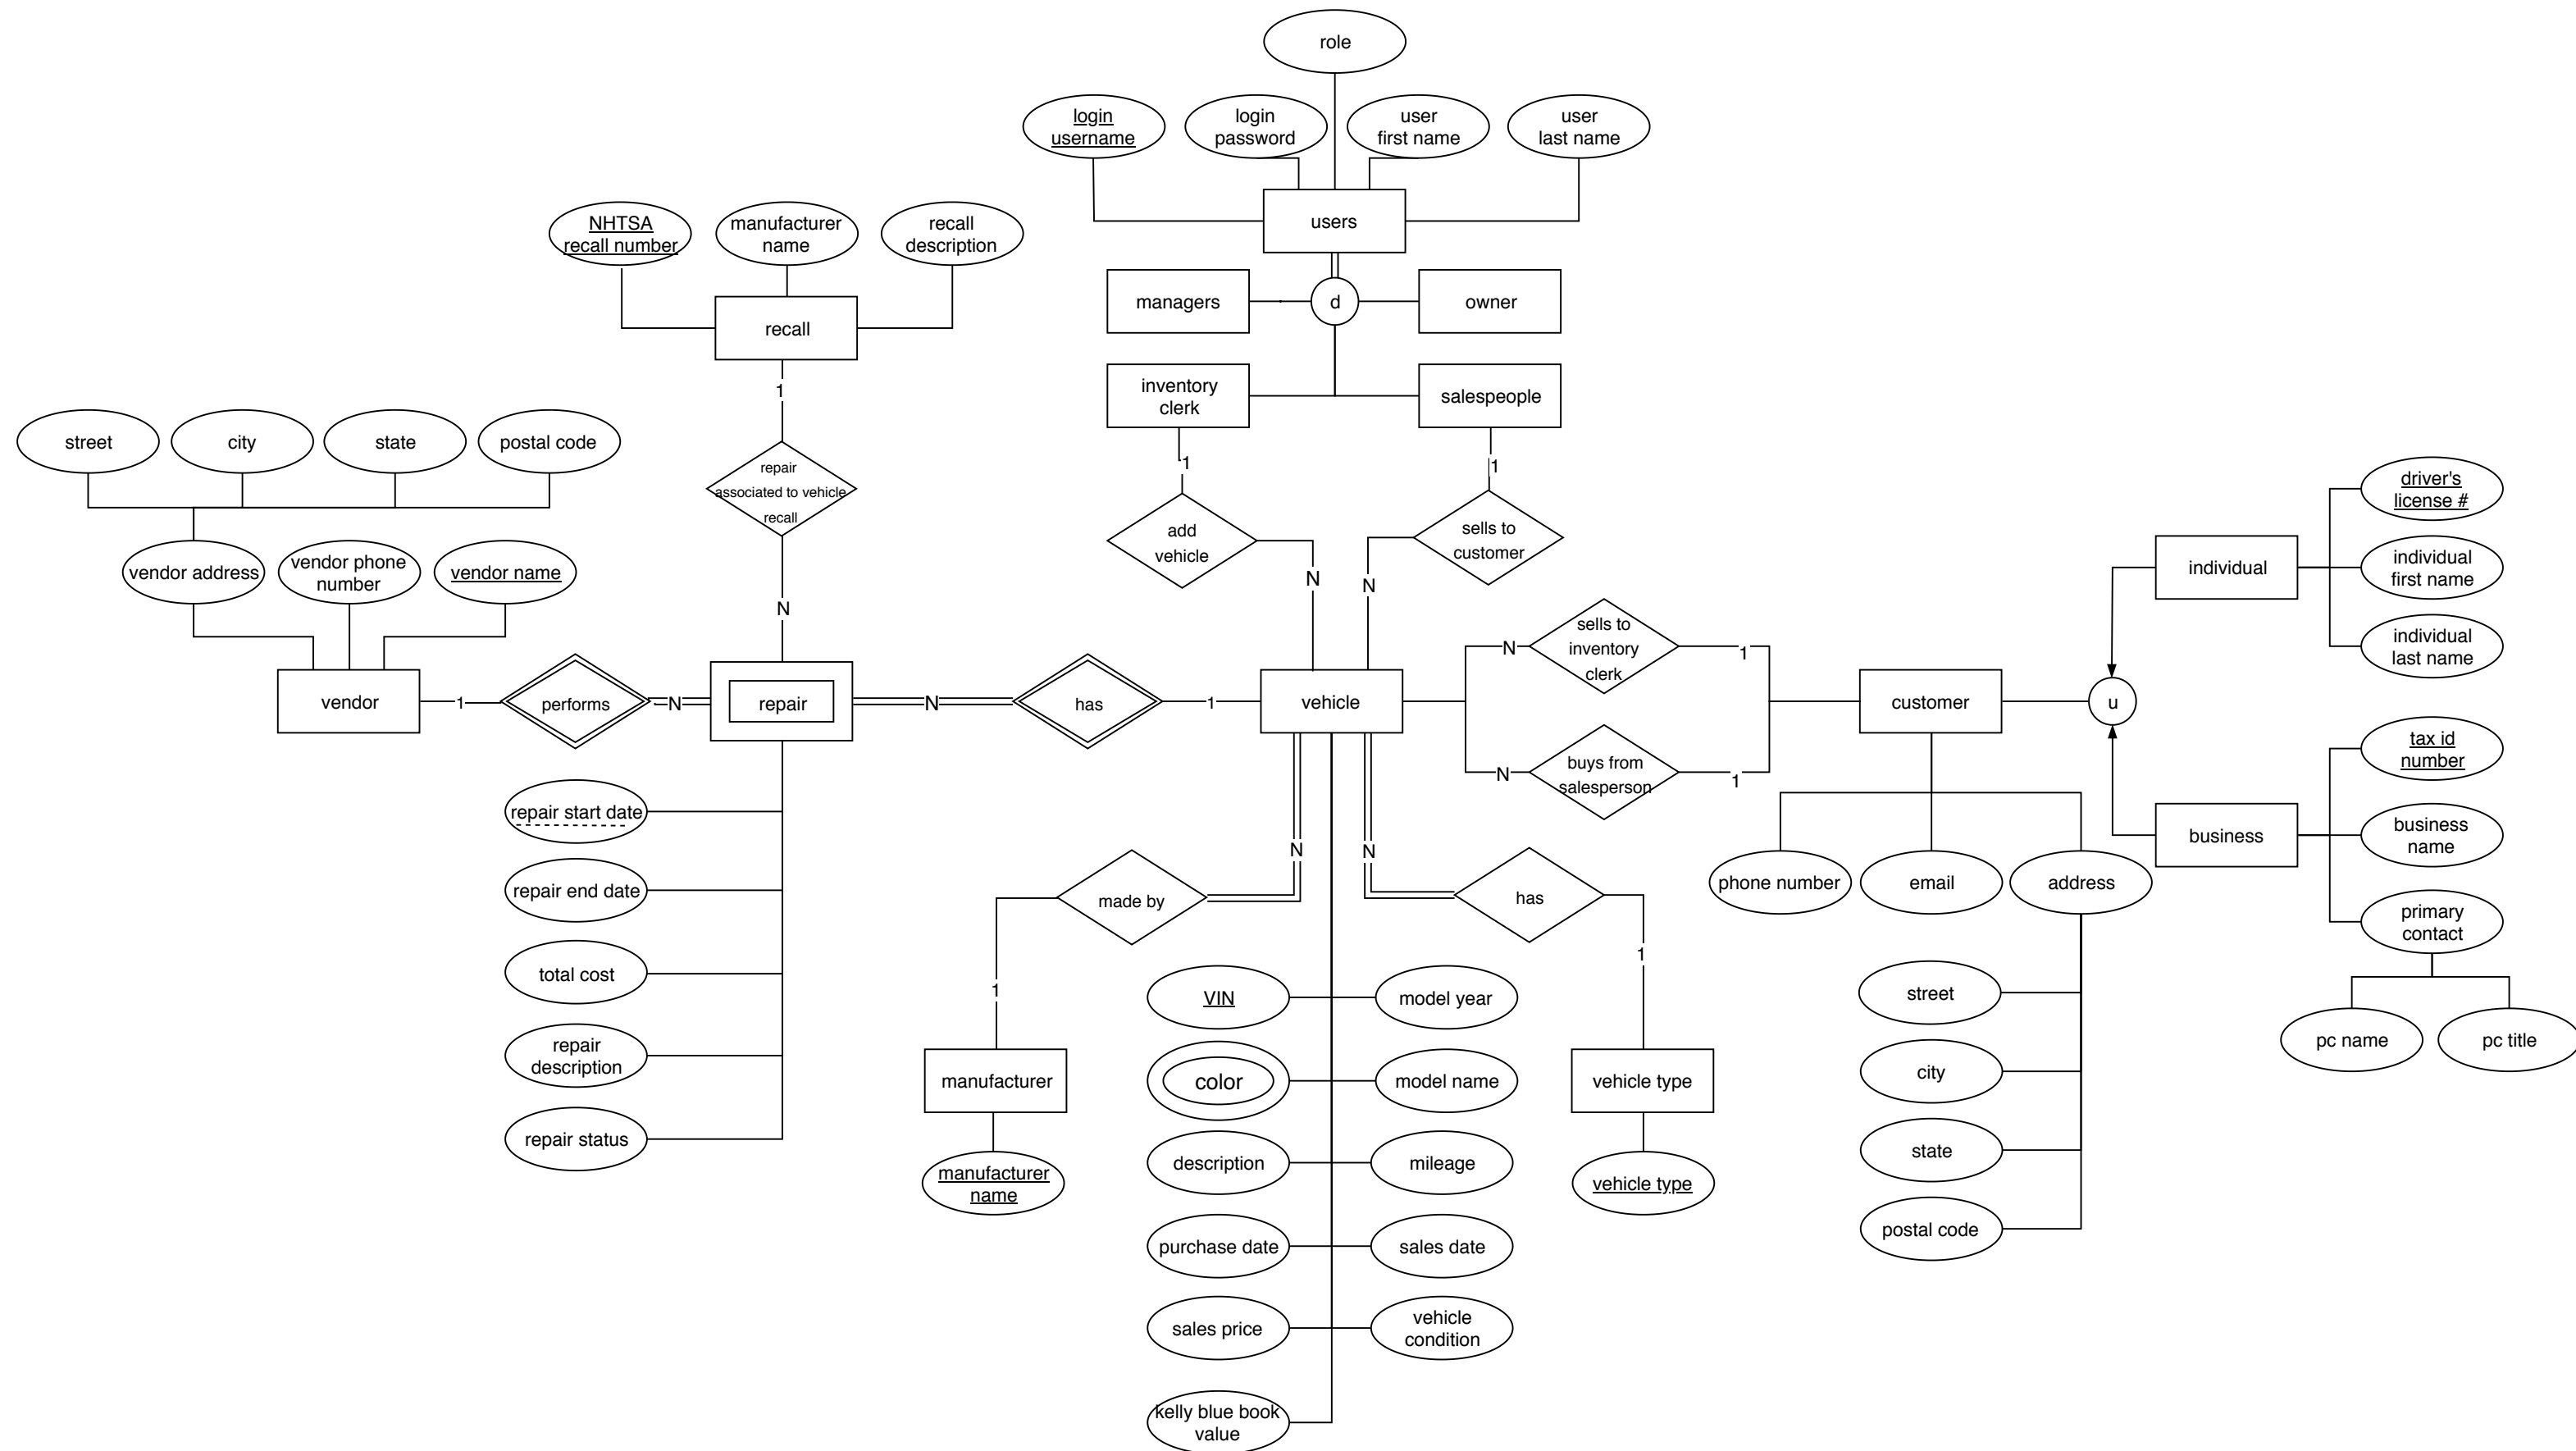 role
login
username
login
password
user
first name
user
last name
users
NHTSA
recall number
manufacturer
name
recall
description
managers
d
owner
recall
inventory
clerk
salespeople
1
street
city
state
postal code
1
1
repair
associated to vehicle
recall
driver's
license #
add
vehicle
sells to
customer
vendor address
vendor phone
number
vendor name
N
N
individual
individual
first name
N
sells to
inventory
clerk
N
1
individual
last name
vendor
1
performs
N
repair
N
has
1
vehicle
customer
u
buys from
salesperson
N
1
tax id
number
repair start date
business
name
business
N
N
repair end date
made by
has
phone number
email
address
primary
contact
1
1
total cost
VIN
model year
street
pc name
pc title
repair
description
manufacturer
color
model name
vehicle type
city
repair status
description
mileage
state
manufacturer
name
vehicle type
purchase date
sales date
postal code
sales price
vehicle
condition
kelly blue book
value